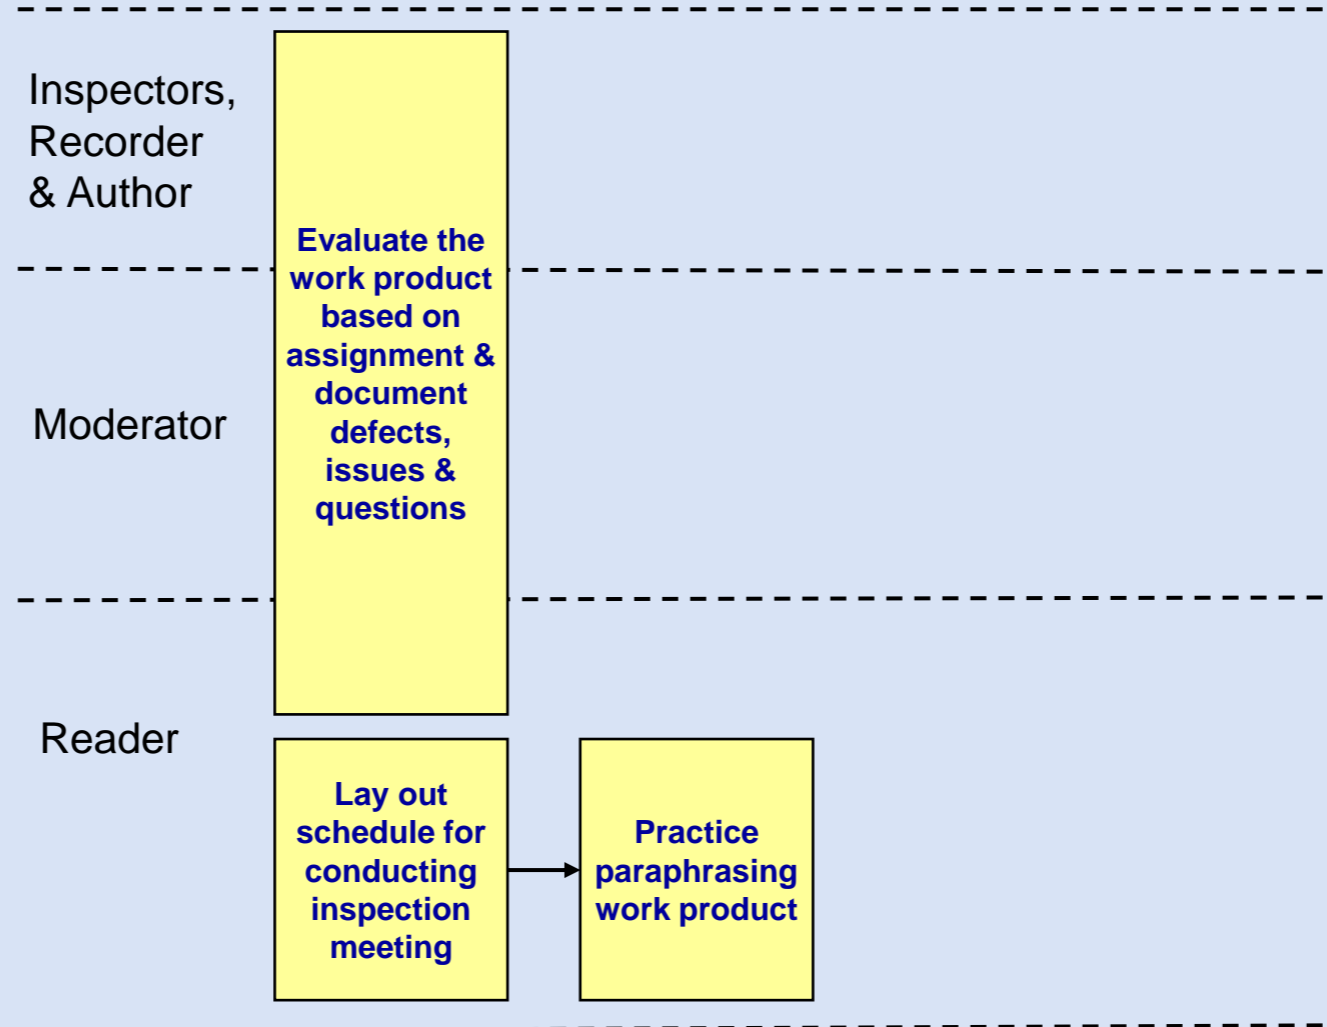 Inspectors,
Recorder
& Author
Evaluate the
work product
based on
assignment &
document
defects,
issues &
questions
Moderator
Reader
Lay out
schedule for
conducting
inspection
meeting
Practice
paraphrasing
work product